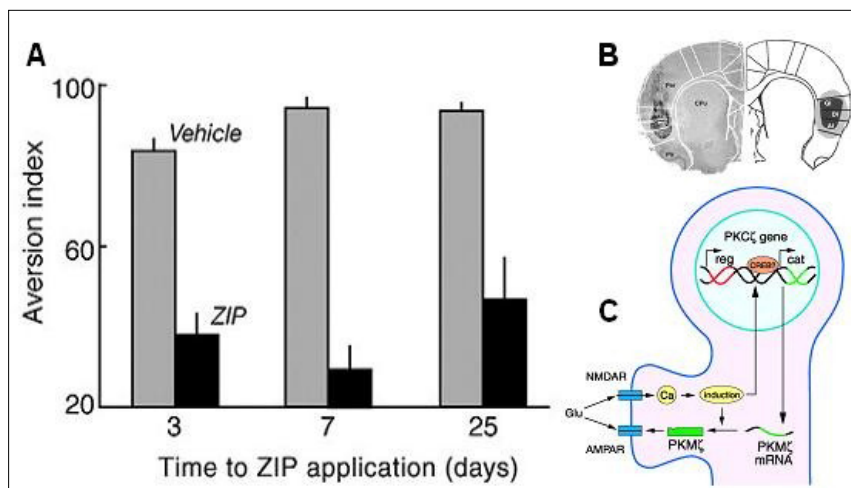 A
100
60
20
Aversion index
Vehicle
ZIP
3 7 25
Time to ZIP application (days)
B
CPu
C
PKCζ gene
reg
CREB?
cat
NMDAR
Ca
induction
Glu
AMPAR
PKMζ
PKMζ
mRNA